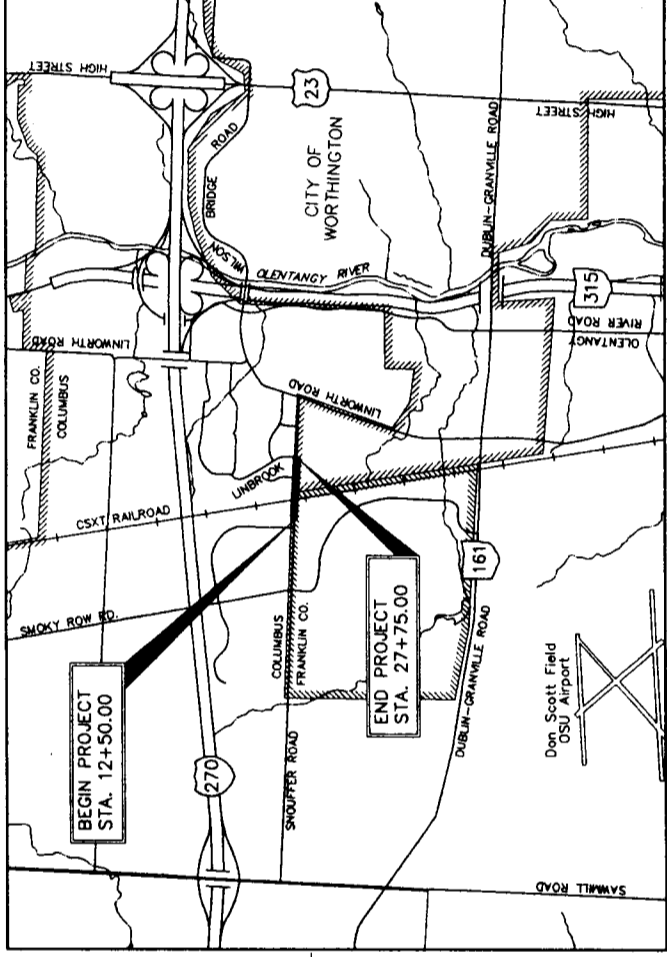 HIGH STREET
23
CITY OF
WORTHINGTON
WILSON
BRIDGE
ROAD
DUBLIN-GRANVILLE ROAD
HIGH STREET
OLENTANGY RIVER
315
OLENTANGY
RIVER ROAD
LINWORTH ROAD
FRANKLIN CO.
COLUMBUS
LINWORTH ROAD
CSXT RAILROAD
LINBROOK
SMOKY ROW RD.
BEGIN PROJECT
STA. 12+50.00
COLUMBUS
FRANKLIN CO.
END PROJECT
STA. 27+75.00
161
270
SNOUFFER ROAD
DUBLIN-GRANVILLE ROAD
Don Scott Field
OSU Airport
SAWMILL ROAD